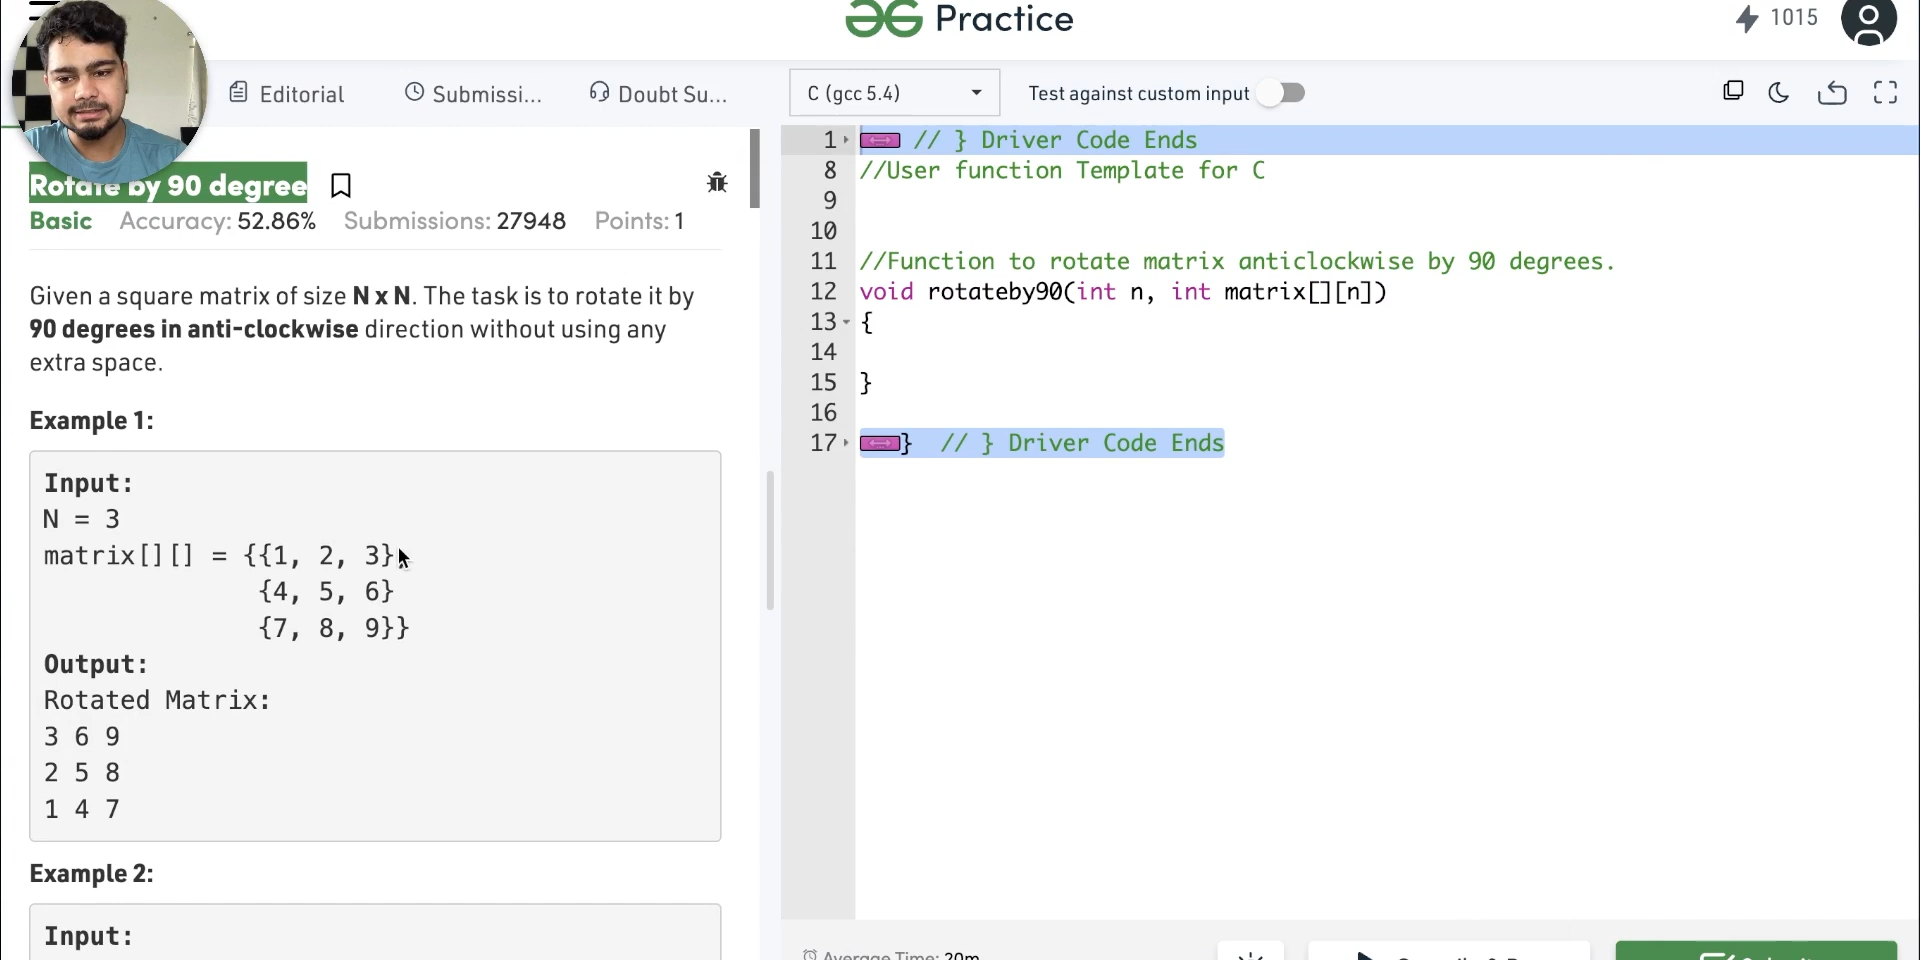 Practice
1015
Editorial
Submissi...
Doubt Su...
C (gcc 5.4)
Test against custom input
Rotate by 90 degree
Basic Accuracy: 52.86% Submissions: 27948 Points: 1
Given a square matrix of size N x N. The task is to rotate it by
90 degrees in anti-clockwise direction without using any
extra space.
Example 1:
Input:
N = 3
matrix[][] = {{1, 2, 3}
{4, 5, 6}
{7, 8, 9}}
Output:
Rotated Matrix:
3 6 9
2 5 8
1 4 7
Example 2:
Input:
1 // } Driver Code Ends
8 //User function Template for C
9
10
11 //Function to rotate matrix anticlockwise by 90 degrees.
12 void rotateby90(int n, int matrix[][n])
13 {
14
15 }
16
17 } // } Driver Code Ends
Average Time: 20m